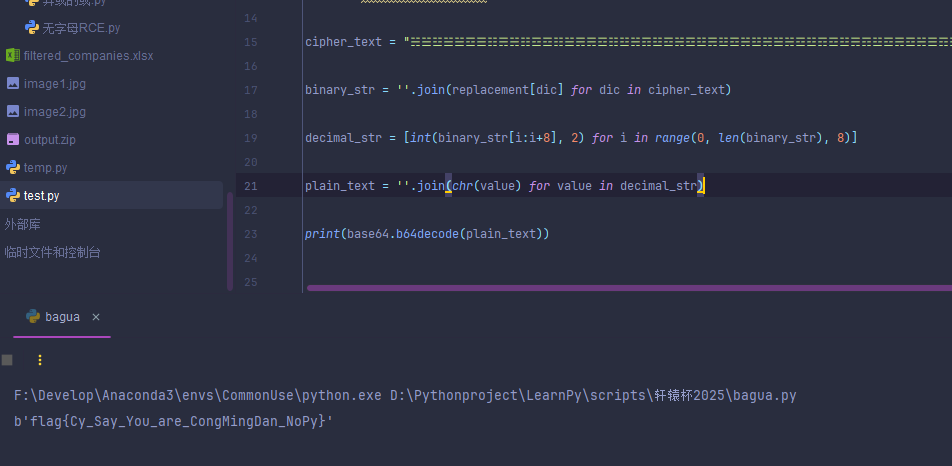 无字母RCE.py
filtered_companies.xlsx
image1.jpg
image2.jpg
output.zip
temp.py
test.py
外部库
临时文件和控制台
14
15 cipher_text = "
16
17 binary_str = ''.join(replacement[dic] for dic in cipher_text)
18
19 decimal_str = [int(binary_str[i:i+8], 2) for i in range(0, len(binary_str), 8)]
20
21 plain_text = ''.join(chr(value) for value in decimal_str)
22
23 print(base64.b64decode(plain_text))
24
25
bagua
F:\Develop\Anaconda3\envs\CommonUse\python.exe D:\Pythonproject\LearnPy\scripts\轩辕杯2025\bagua.py
b'flag{Cy_Say_You_are_CongMingDan_NoPy}'